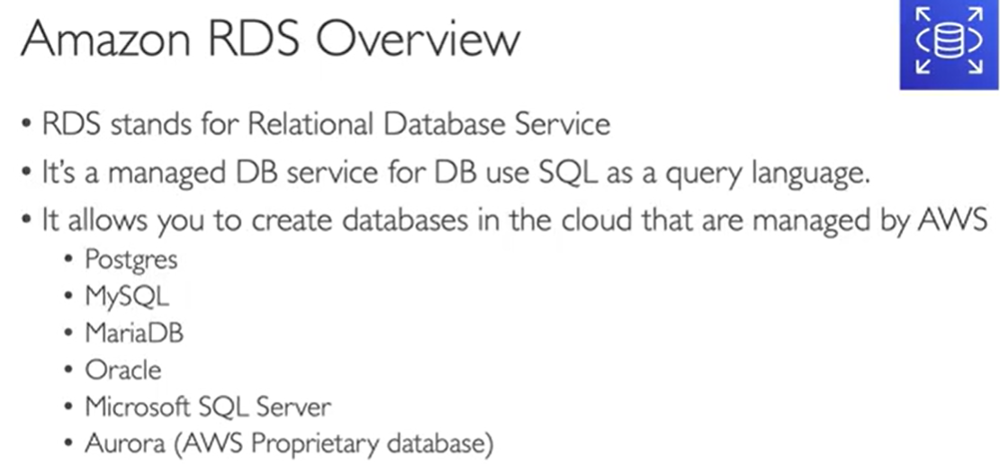 Amazon RDS Overview
• RDS stands for Relational Database Service
• It's a managed DB service for DB use SQL as a query language.
• It allows you to create databases in the cloud that are managed by AWS
• Postgres
• MySQL
• MariaDB
• Oracle
• Microsoft SQL Server
• Aurora (AWS Proprietary database)